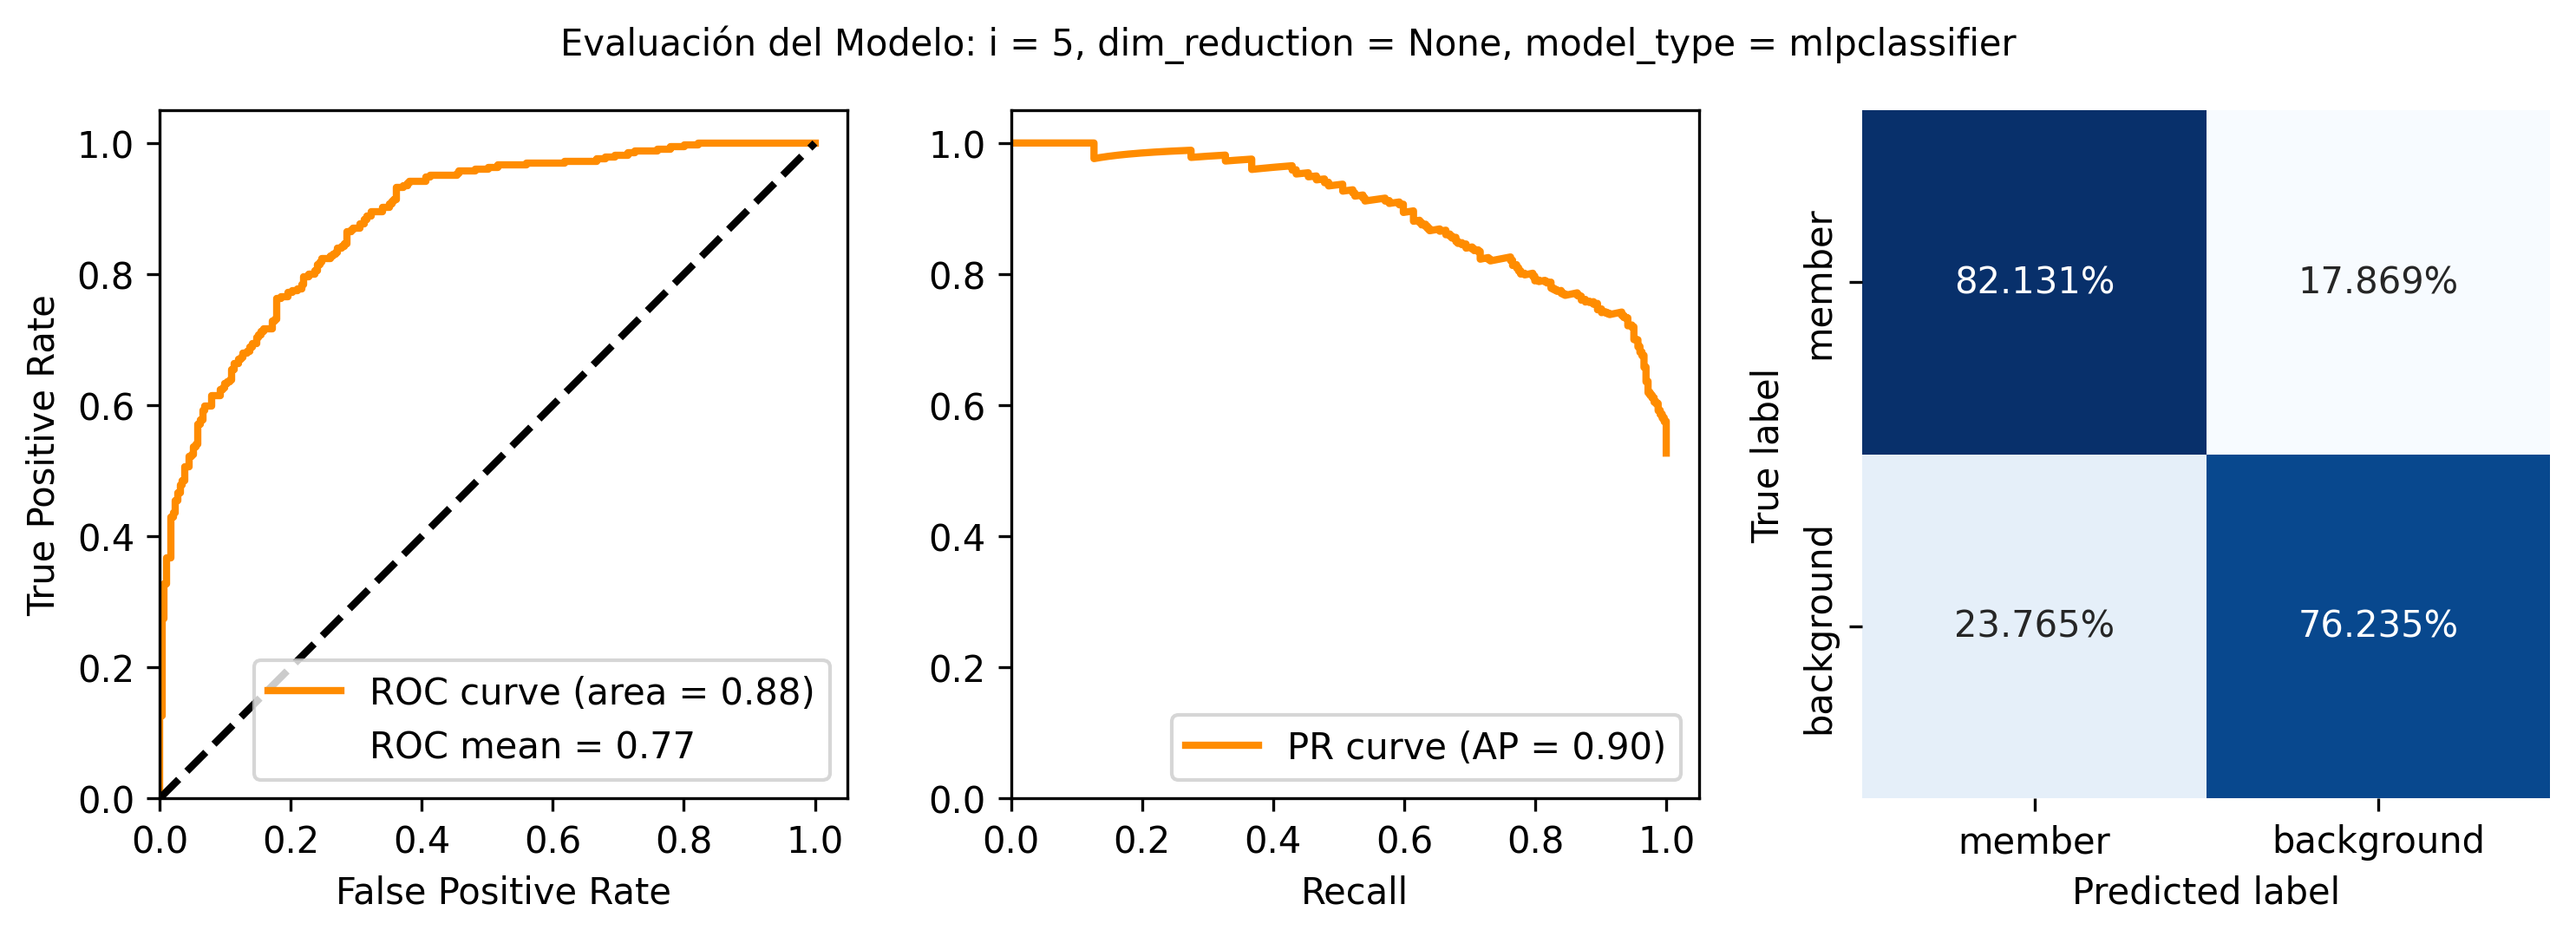 Evaluación del Modelo: i = 5, dim_reduction = None, model_type = mlpclassifier
True Positive Rate
1.0
0.8
0.6
0.4
0.2
0.0
0.0 0.2 0.4 0.6 0.8 1.0
False Positive Rate
ROC curve (area = 0.88)
ROC mean = 0.77
1.0
0.8
0.6
0.4
0.2
0.0
0.0 0.2 0.4 0.6 0.8 1.0
Recall
PR curve (AP = 0.90)
True label
member
background
82.131% 17.869%
23.765% 76.235%
member background
Predicted label